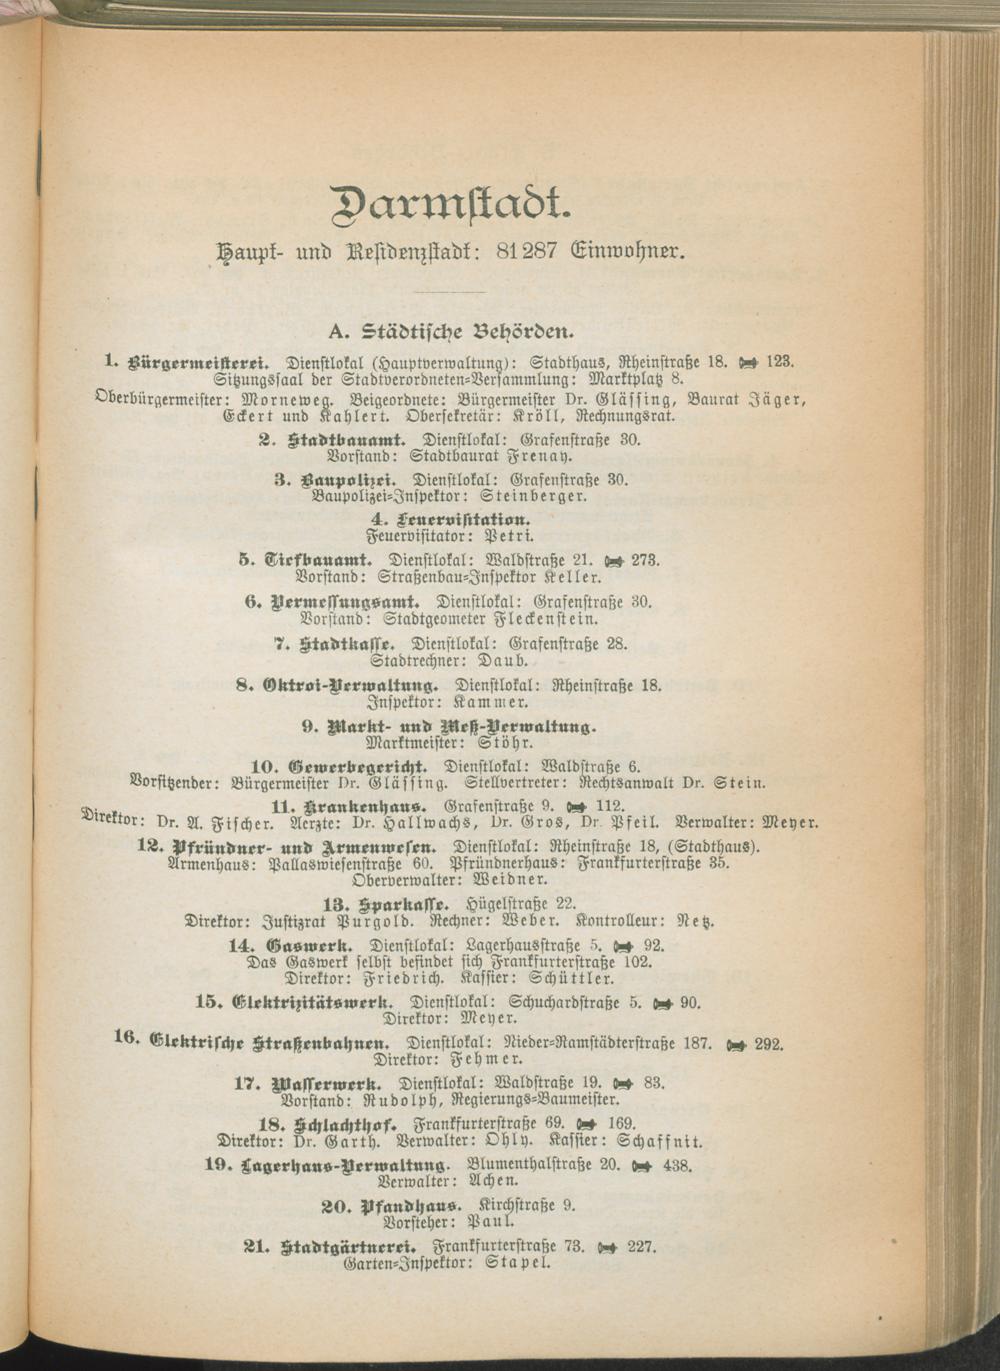 Darmstadt.
Haupt- und Residenzstadt: 81287 Einwohner.
A. Städtische Behörden.
1. Bürgermeisterei. Dienstlokal (Hauptverwaltung): Stadthaus, Rheinstraße 18. 123.
Sitzungssaal der Stadtverordneten-Versammlung: Marktplatz 8.
Oberbürgermeister: Morneweg. Beigeordnete: Bürgermeister Dr. Glässing, Baurat Jäger,
Eckert und Kahlert. Obersekretär: Kröll, Rechnungsrat.
2. Stadtbauamt. Dienstlokal: Grafenstraße 30.
Vorstand: Stadtbaurat Frenay.
3. Baupolizei. Dienstlokal: Grafenstraße 30.
Baupolizei-Inspektor: Steinberger.
4. Feuervisitation.
Feuervisitator: Petri.
5. Tiefbauamt. Dienstlokal: Waldstraße 21. 273.
Vorstand: Straßenbau-Inspektor Keller.
6. Vermessungsamt. Dienstlokal: Grafenstraße 30.
Vorstand: Stadtgeometer Fleckenstein.
7. Stadtkasse. Dienstlokal: Grafenstraße 28.
Stadtrechner: Daub.
8. Oktroi-Verwaltung. Dienstlokal: Rheinstraße 18.
Inspektor: Kammer.
9. Markt- und Meß-Verwaltung.
Marktmeister: Stöhr.
10. Gewerbegericht. Dienstlokal: Waldstraße 6.
Vorsitzender: Bürgermeister Dr. Glässing. Stellvertreter: Rechtsanwalt Dr. Stein.
11. Krankenhaus. Grafenstraße 9. 112.
Direktor: Dr. A. Fischer. Aerzte: Dr. Hallwachs, Dr. Gros, Dr. Pfeil. Verwalter: Meyer.
12. Pfründner- und Armenwesen. Dienstlokal: Rheinstraße 18, (Stadthaus).
Armenhaus: Pallaswiesenstraße 60. Pfründnerhaus: Frankfurterstraße 35.
Oberverwalter: Weidner.
13. Sparkasse. Hügelstraße 22.
Direktor: Justizrat Purgold. Rechner: Weber. Kontrolleur: Netz.
14. Gaswerk. Dienstlokal: Lagerhausstraße 5. 92.
Das Gaswerk selbst befindet sich Frankfurterstraße 102.
Direktor: Friedrich. Kassier: Schüttler.
15. Elektrizitätswerk. Dienstlokal: Schuchardstraße 5. 90.
Direktor: Meyer.
16. Elektrische Straßenbahnen. Dienstlokal: Nieder-Ramstädterstraße 187. 292.
Direktor: Fehmer.
17. Wasserwerk. Dienstlokal: Waldstraße 19. 83.
Vorstand: Rudolph, Regierungs-Baumeister.
18. Schlachthof. Frankfurterstraße 69. 169.
Direktor: Dr. Garth. Verwalter: Ohly. Kassier: Schaffnit.
19. Lagerhaus-Verwaltung. Blumenthalstraße 20. 438.
Verwalter: Achen.
20. Pfandhaus. Kirchstraße 9.
Vorsteher: Paul.
21. Stadtgärtnerei. Frankfurterstraße 73. 227.
Garten-Inspektor: Stapel.